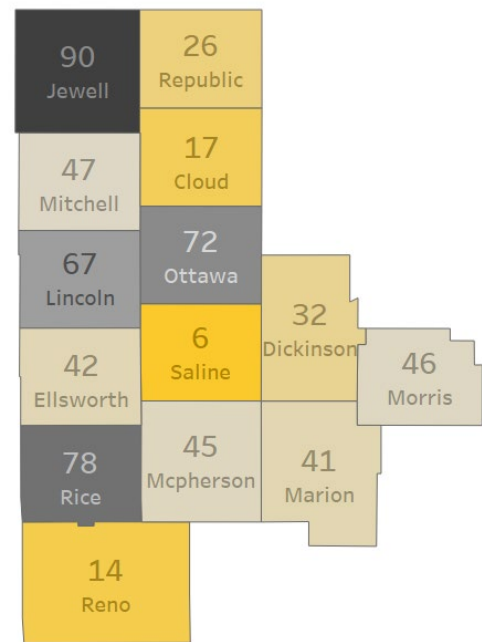 90
Jewell
26
Republic
47
Mitchell
17
Cloud
67
Lincoln
72
Ottawa
42
Ellsworth
6
Saline
32
Dickinson
46
Morris
78
Rice
45
Mcpherson
41
Marion
14
Reno